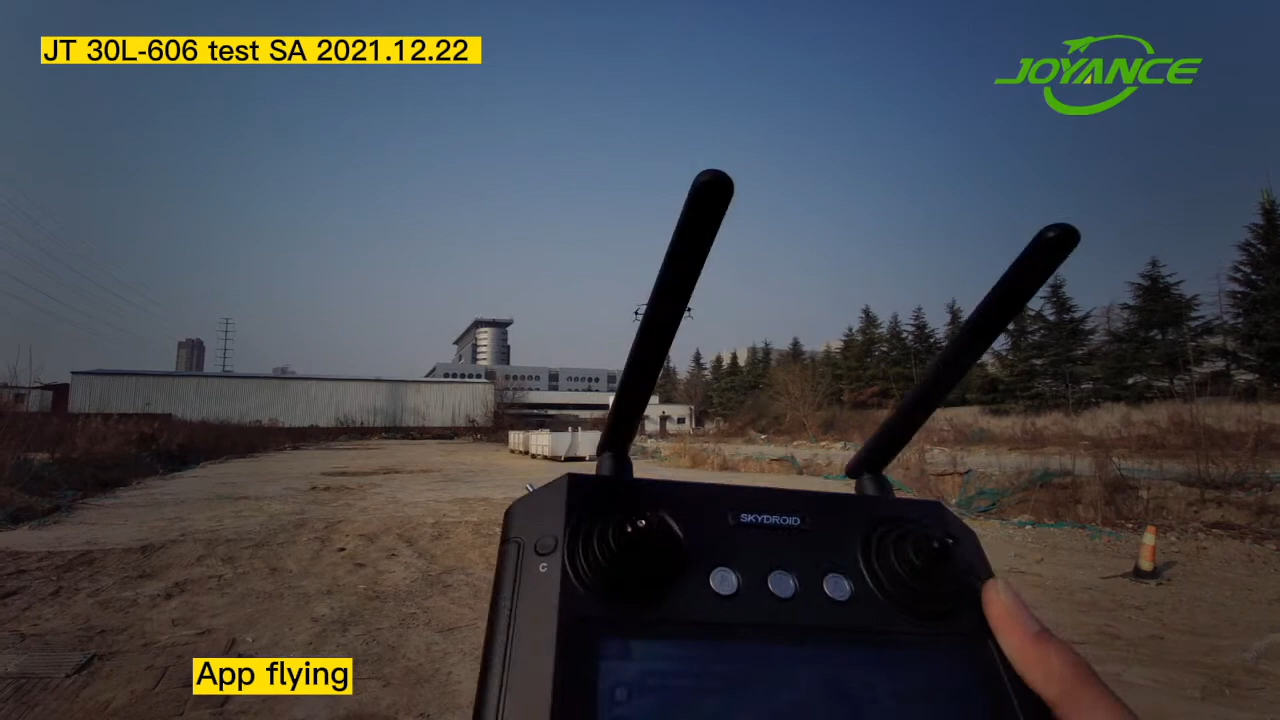 JT 30L-606 test SA 2021.12.22
JOYANCE
SKYDROID
C
App flying